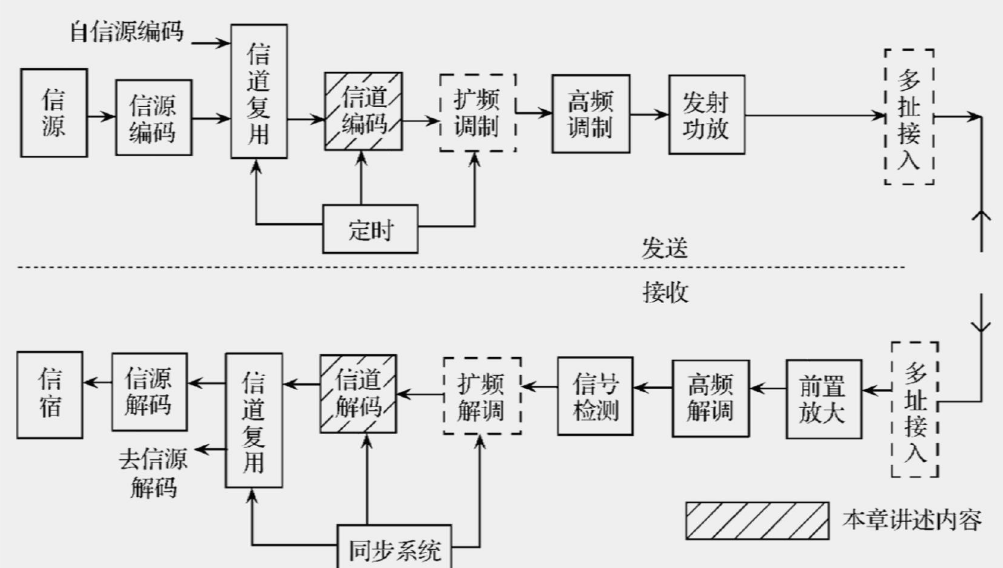 自信源编码
信源
信源
编码
信道复用
信道
编码
扩频
调制
高频
调制
发射
功放
多扯接入
定时
发送
接收
信宿
信源
解码
信道复用
信道
解码
扩频
解调
信号
检测
高频
解调
前置
放大
多址接入
去信源
解码
同步系统
本章讲述内容